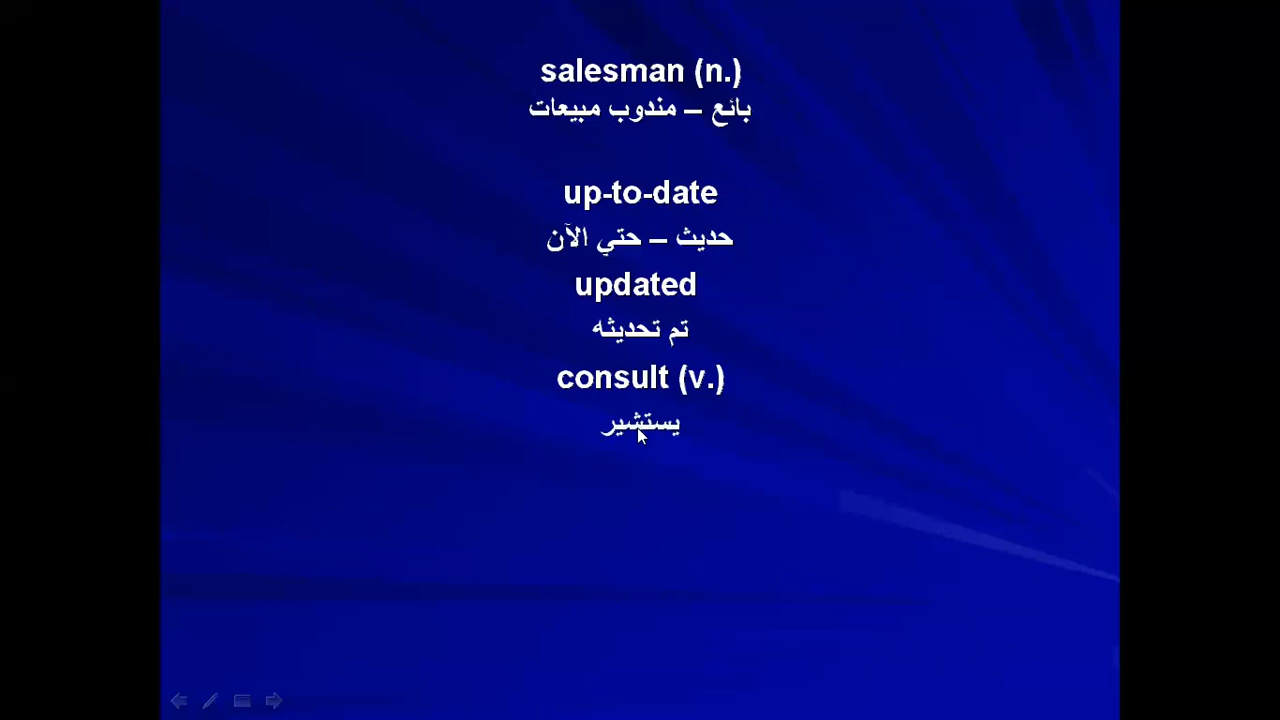 salesman (n.)
بائع – مندوب مبيعات
up-to-date
حديث – حتي الآن
updated
تم تحديثه
consult (v.)
يستشير